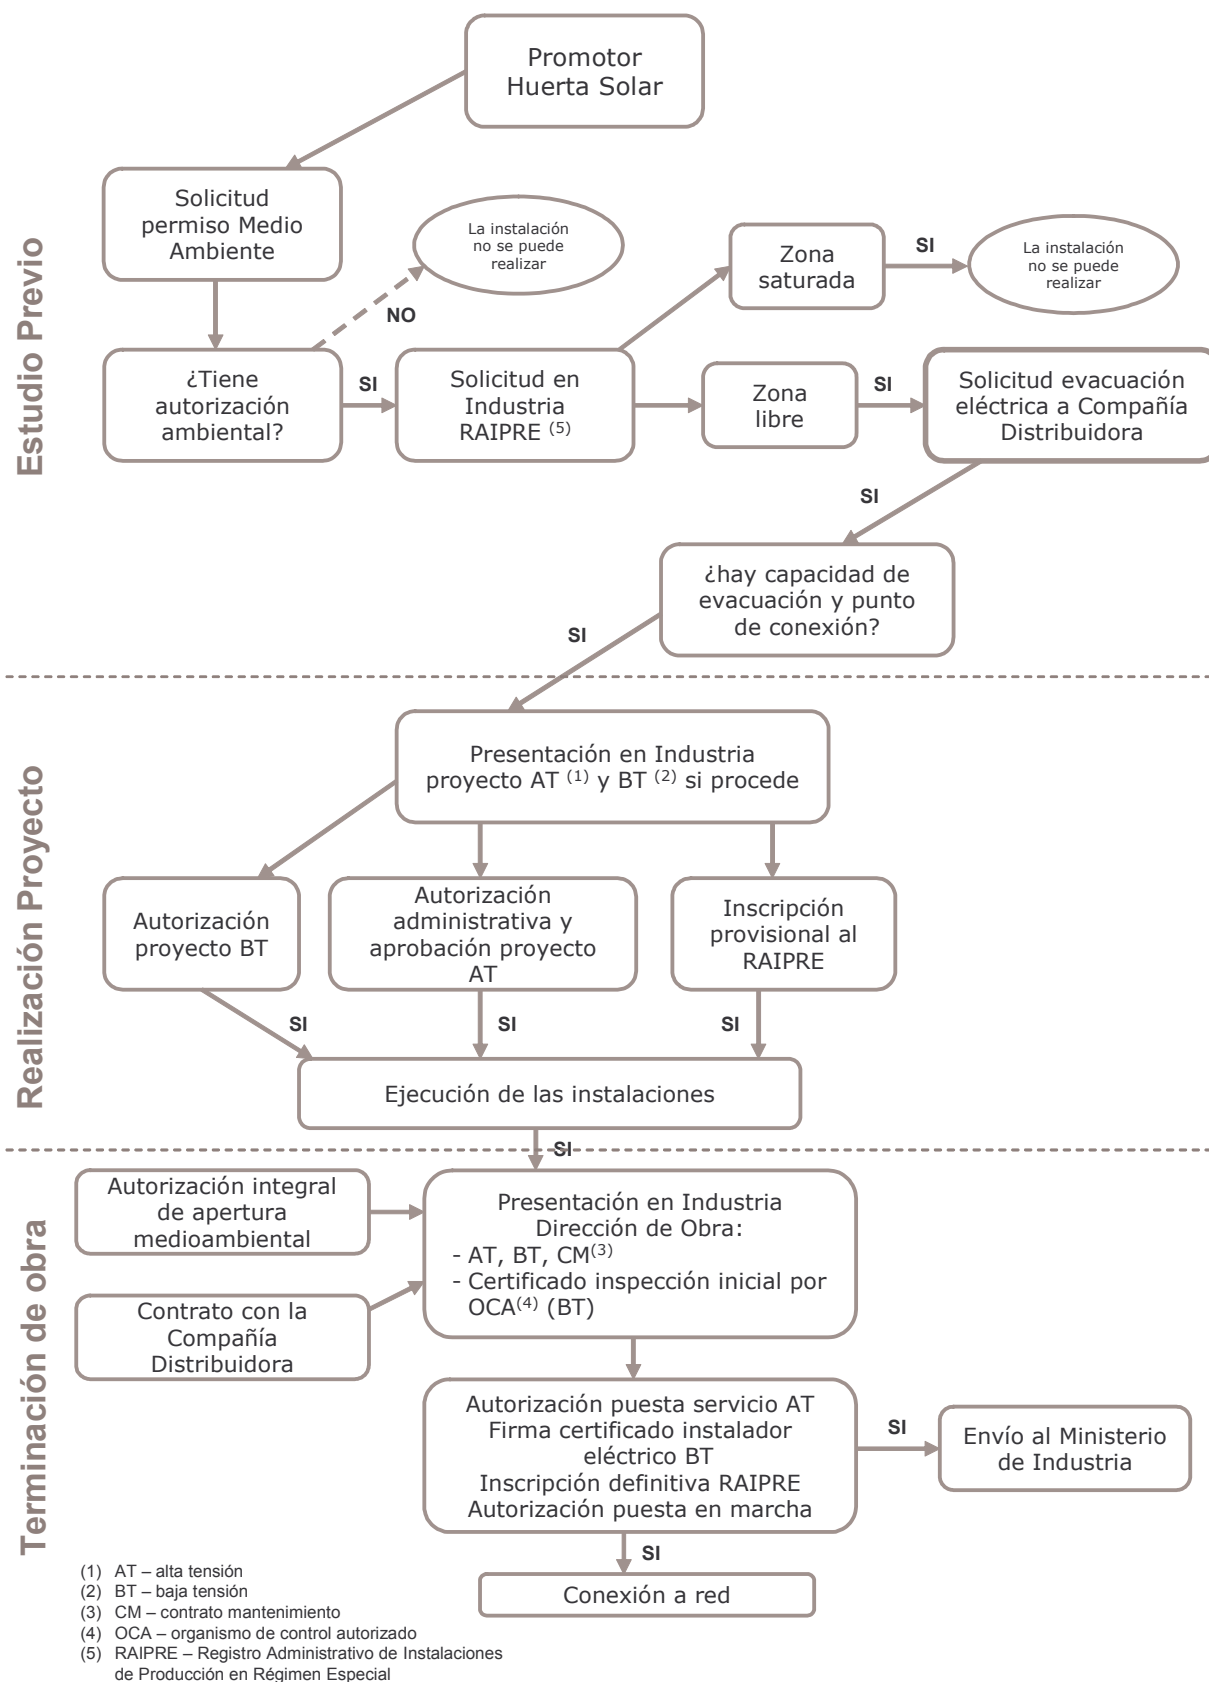 Promotor
Huerta Solar
Estudio Previo
Solicitud
permiso Medio
Ambiente
La instalación
no se puede
realizar
Zona
saturada
SI
La instalación
no se puede
realizar
NO
¿Tiene
autorización
ambiental?
SI
Solicitud en
Industria
RAIPRE (5)
Zona
libre
SI
Solicitud evacuación
eléctrica a Compañía
Distribuidora
SI
¿hay capacidad de
evacuación y punto
de conexión?
SI
Realización Proyecto
Presentación en Industria
proyecto AT (1) y BT (2) si procede
Autorización
proyecto BT
Autorización
administrativa y
aprobación proyecto
AT
Inscripción
provisional al
RAIPRE
SI
SI
SI
Ejecución de las instalaciones
SI
Terminación de obra
Autorización integral
de apertura
medioambiental
Presentación en Industria
Dirección de Obra:
- AT, BT, CM(3)
- Certificado inspección inicial por
OCA(4) (BT)
Contrato con la
Compañía
Distribuidora
Autorización puesta servicio AT
Firma certificado instalador
eléctrico BT
Inscripción definitiva RAIPRE
Autorización puesta en marcha
SI
Envío al Ministerio
de Industria
SI
Conexión a red
(1) AT – alta tensión
(2) BT – baja tensión
(3) CM – contrato mantenimiento
(4) OCA – organismo de control autorizado
(5) RAIPRE – Registro Administrativo de Instalaciones
de Producción en Régimen Especial